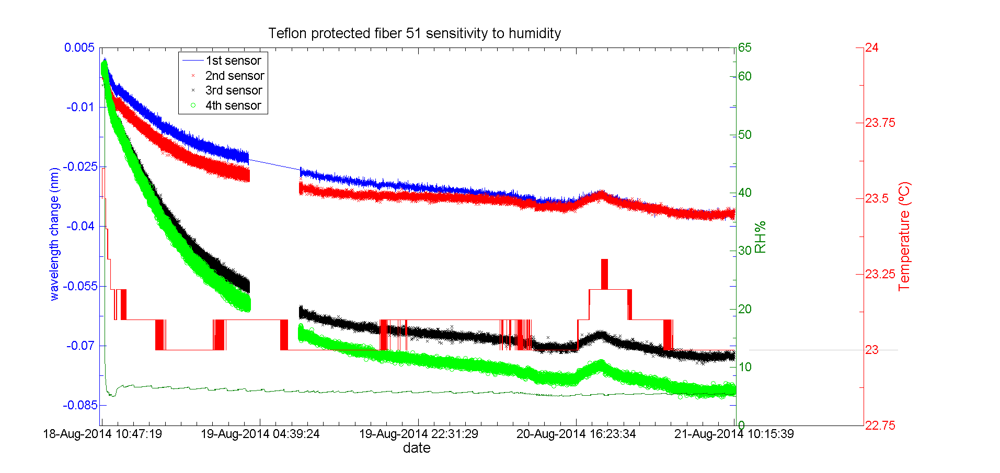 Teflon protected fiber 51 sensitivity to humidity
1st sensor
2nd sensor
3rd sensor
4th sensor
wavelength change (nm)
0.005
-0.01
-0.025
-0.04
-0.055
-0.07
-0.085
65
60
50
40
30
20
10
0
RH%
24
23.75
23.5
23.25
23
22.75
Temperature (ºC)
18-Aug-2014 10:47:19
19-Aug-2014 04:39:24
19-Aug-2014 22:31:29
20-Aug-2014 16:23:34
21-Aug-2014 10:15:39
date